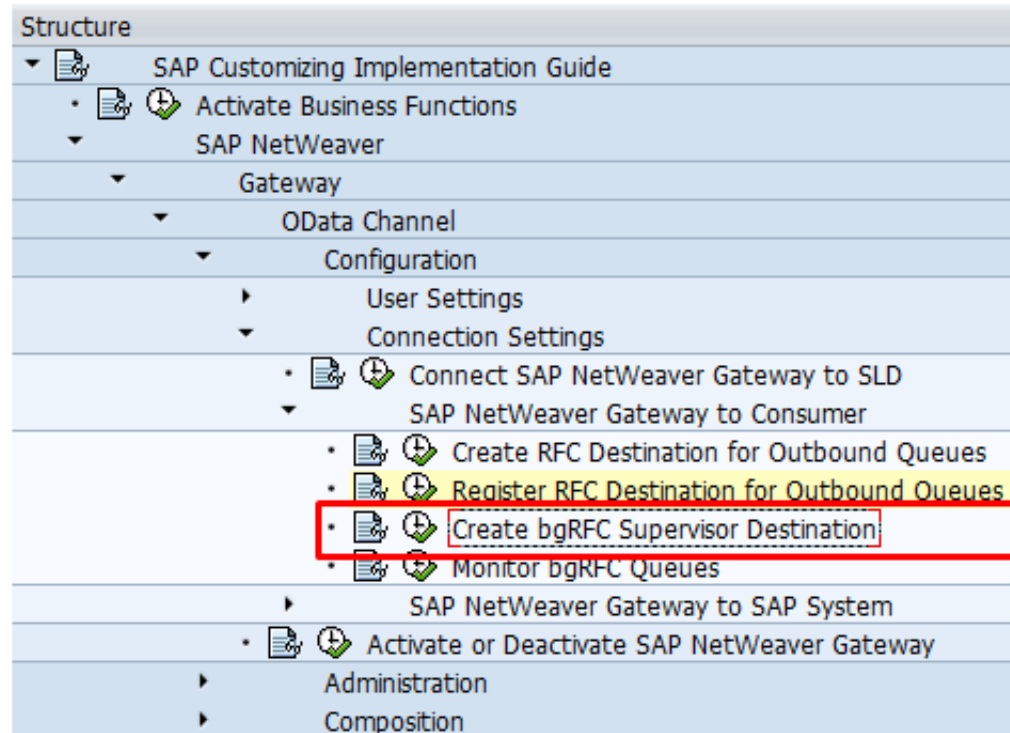 Structure
SAP Customizing Implementation Guide
Activate Business Functions
SAP NetWeaver
Gateway
OData Channel
Configuration
User Settings
Connection Settings
Connect SAP NetWeaver Gateway to SLD
SAP NetWeaver Gateway to Consumer
Create RFC Destination for Outbound Queues
Register RFC Destination for Outbound Queues
Create bgRFC Supervisor Destination
Monitor bgRFC Queues
SAP NetWeaver Gateway to SAP System
Activate or Deactivate SAP NetWeaver Gateway
Administration
Composition